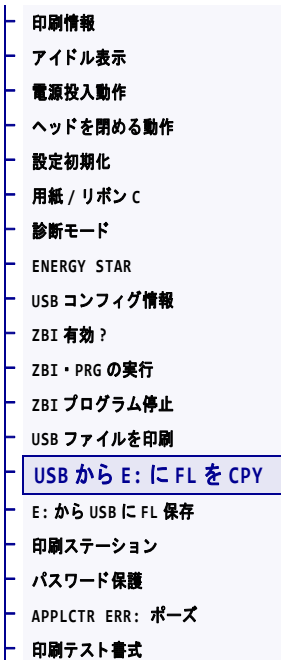 印刷情報
アイドル表示
電源投入動作
ヘッドを閉める動作
設定初期化
用紙 / リボン C
診断モード
ENERGY STAR
USB コンフィグ情報
ZBI 有効 ?
ZBI・PRG の実行
ZBI プログラム停止
USB ファイルを印刷
USB から E: に FL を CPY
E: から USB に FL 保存
印刷ステーション
パスワード保護
APPLCTR ERR: ポーズ
印刷テスト書式